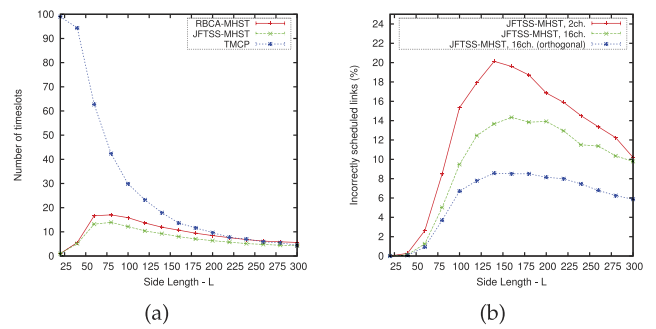 RBCA-MHST
JFTSS-MHST
TMCP
Number of timeslots
100
90
80
70
60
50
40
30
20
10
0
25 50 75 100 125 150 175 200 225 250 275 300
Side Length - L
(a)
JFTSS-MHST, 2ch.
JFTSS-MHST, 16ch.
JFTSS-MHST, 16ch. (orthogonal)
Incorrectly scheduled links (%)
24
22
20
18
16
14
12
10
8
6
4
2
0
25 50 75 100 125 150 175 200 225 250 275 300
Side Length - L
(b)